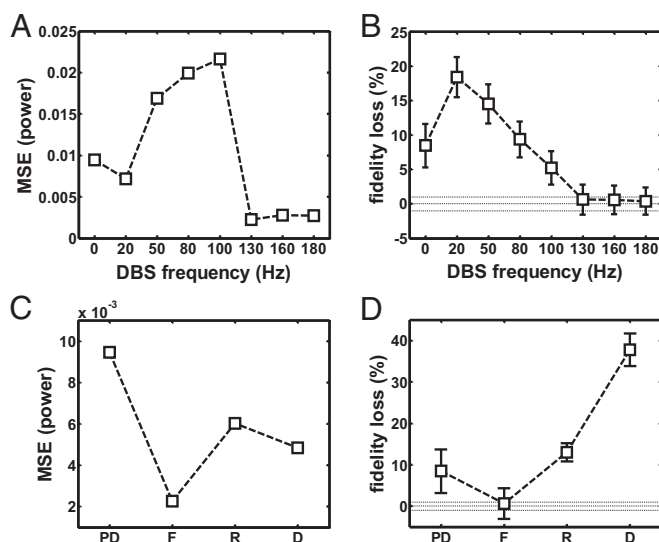 A
MSE (power)
0.025
0.02
0.015
0.01
0.005
0
0 20 50 80 100 130 160 180
DBS frequency (Hz)
B
fidelity loss (%)
25
20
15
10
5
0
-5
0 20 50 80 100 130 160 180
DBS frequency (Hz)
C
x 10⁻³
MSE (power)
10
8
6
4
2
PD F R D
D
fidelity loss (%)
40
30
20
10
0
PD F R D